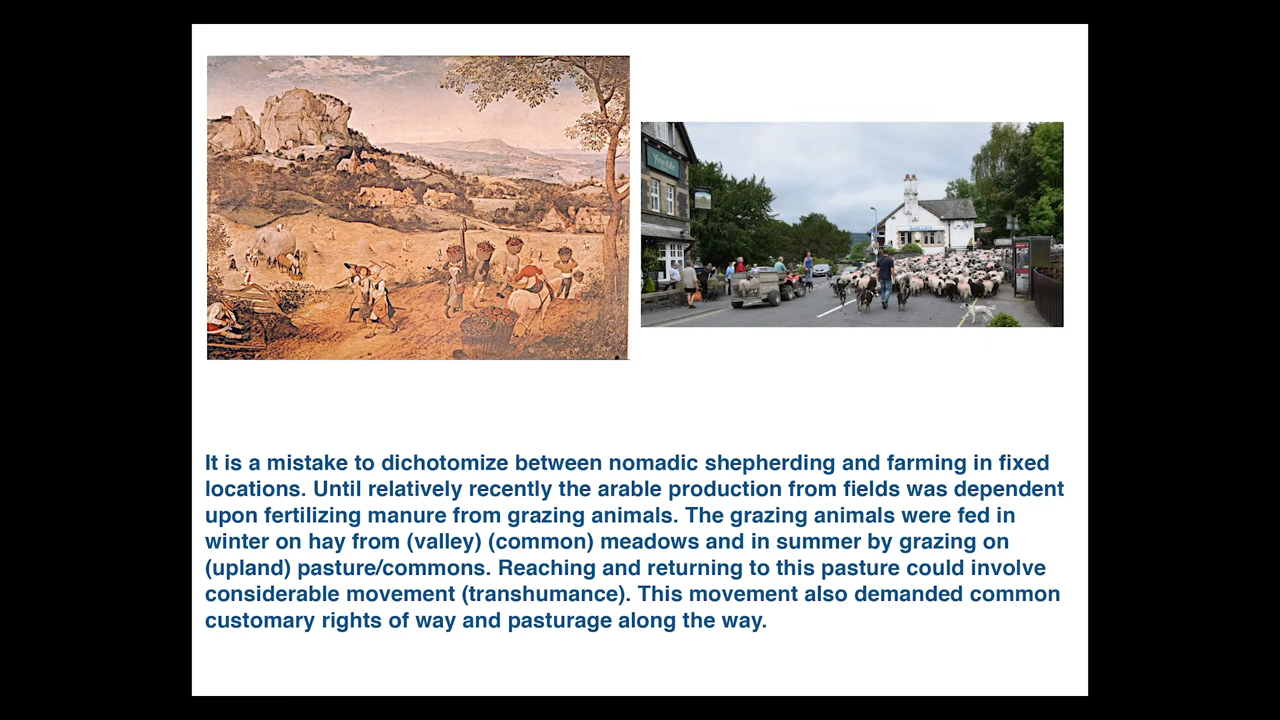 Yewdale
BARCLAYS
It is a mistake to dichotomize between nomadic shepherding and farming in fixed
locations. Until relatively recently the arable production from fields was dependent
upon fertilizing manure from grazing animals. The grazing animals were fed in
winter on hay from (valley) (common) meadows and in summer by grazing on
(upland) pasture/commons. Reaching and returning to this pasture could involve
considerable movement (transhumance). This movement also demanded common
customary rights of way and pasturage along the way.